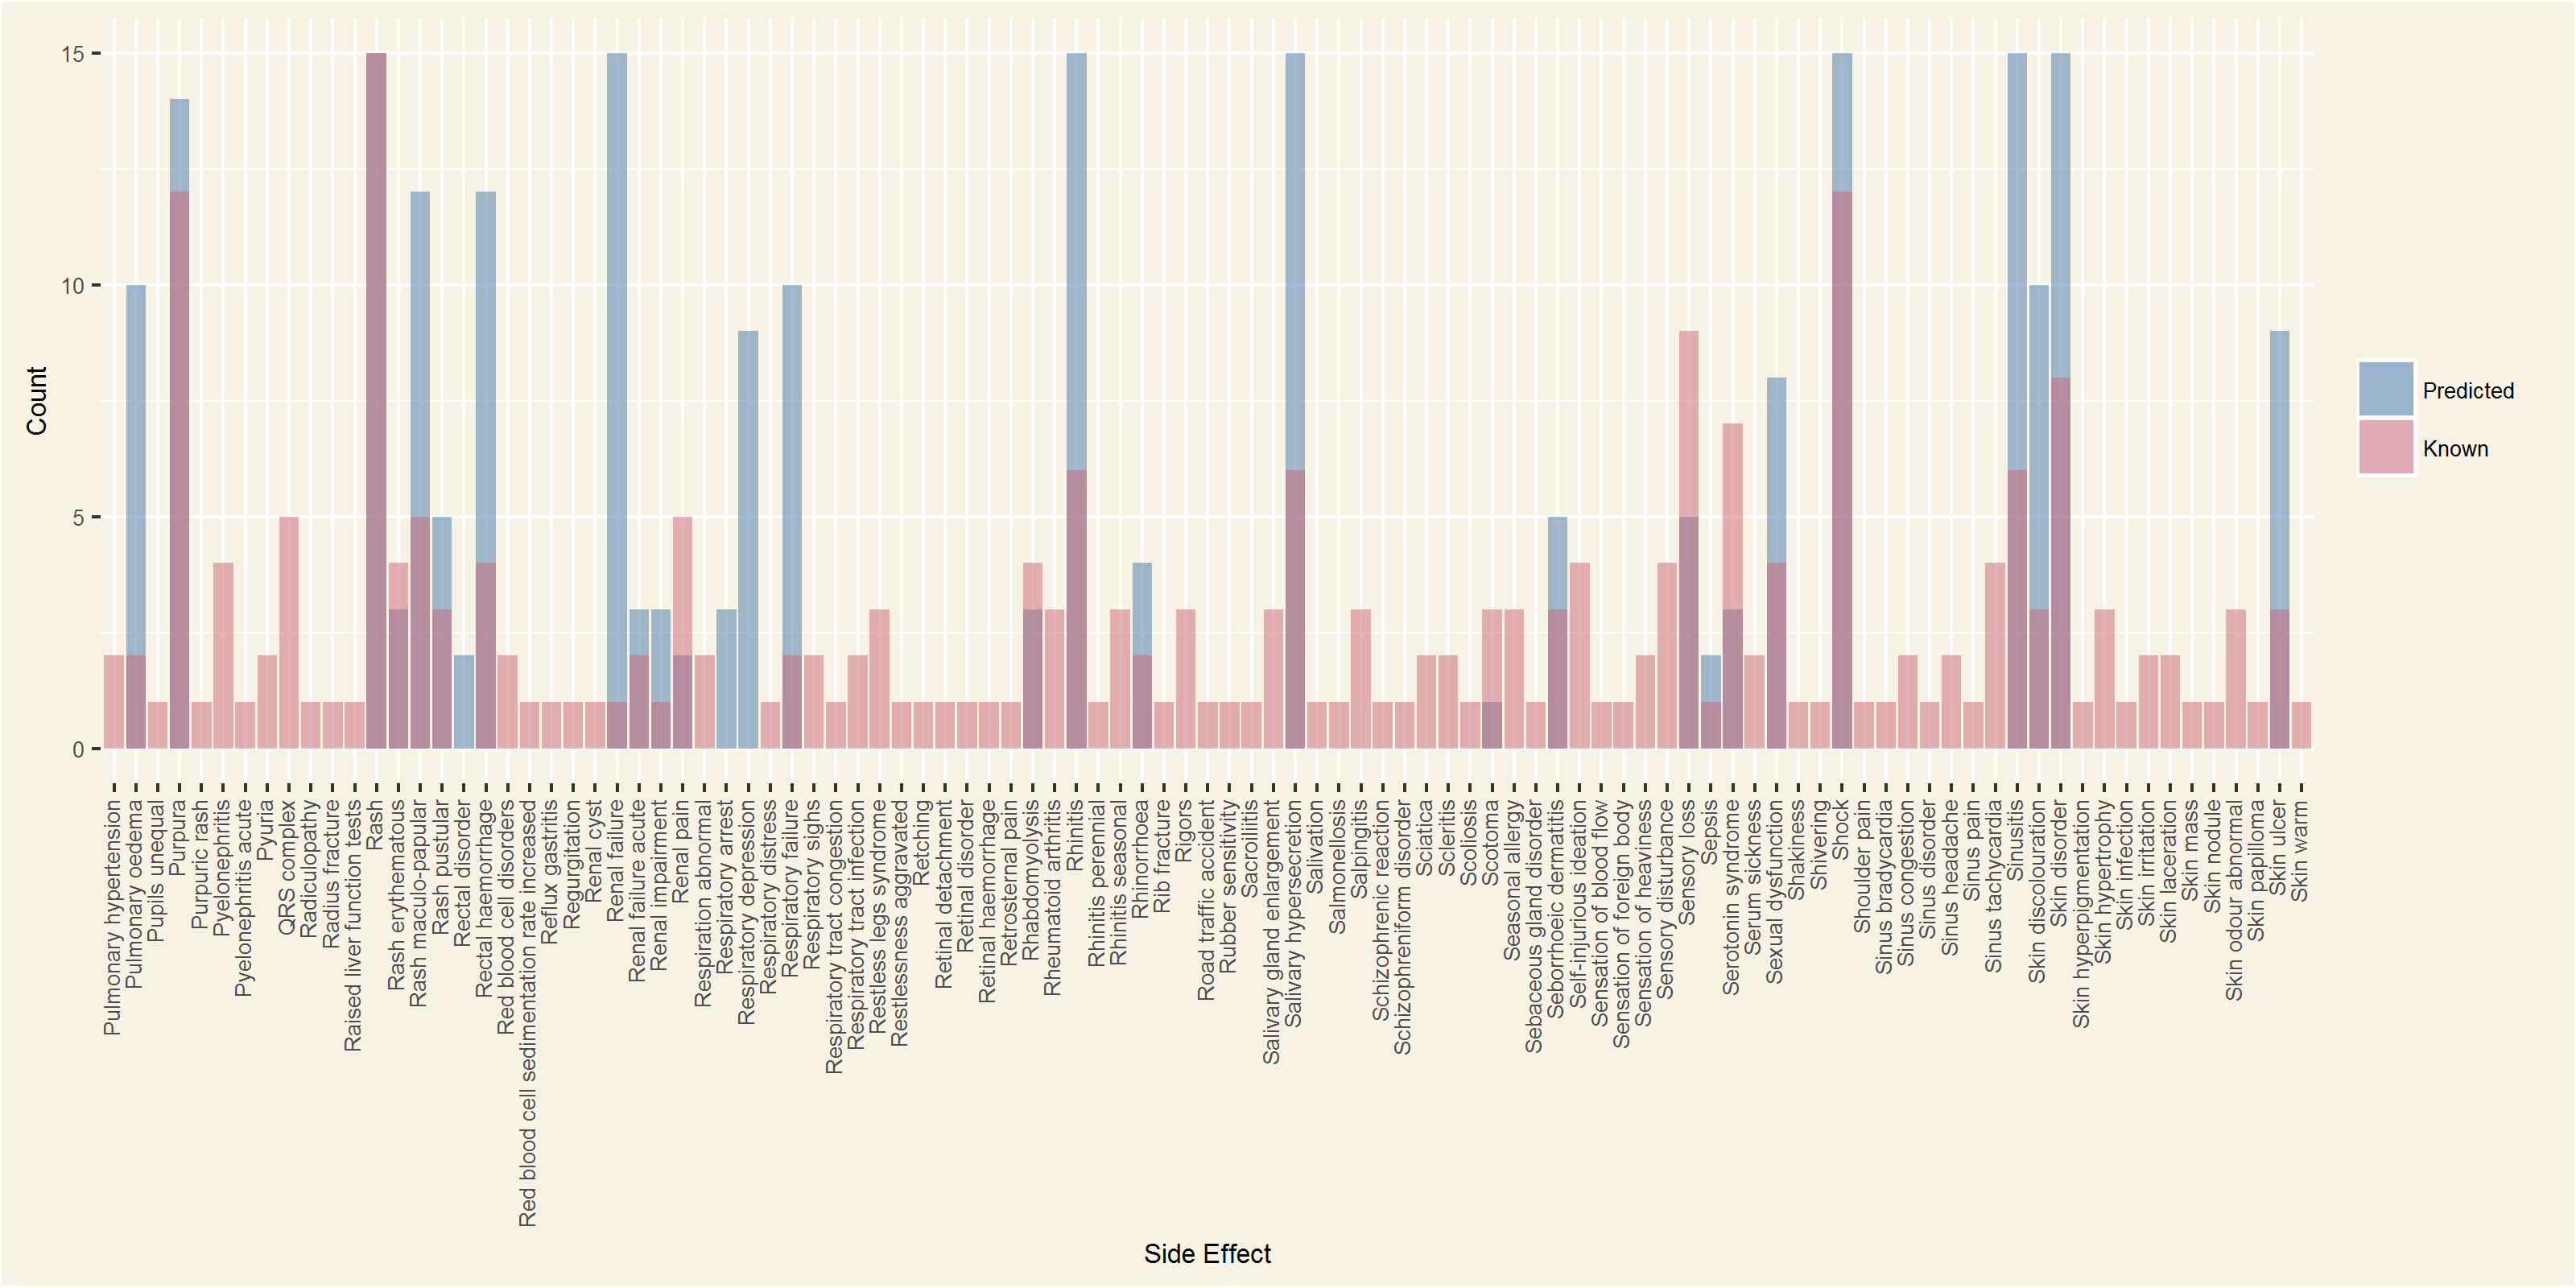 15
10
5
0
Count
Predicted
Known
Pulmonary hypertension
Pulmonary oedema
Pupils unequal
Purpura
Purpuric rash
Pyelonephritis
Pyelonephritis acute
Pyuria
QRS complex
Radiculopathy
Radius fracture
Raised liver function tests
Rash
Rash erythematous
Rash maculo-papular
Rash pustular
Rectal disorder
Rectal haemorrhage
Red blood cell disorders
Red blood cell sedimentation rate increased
Reflux gastritis
Regurgitation
Renal cyst
Renal failure
Renal failure acute
Renal impairment
Renal pain
Respiration abnormal
Respiratory arrest
Respiratory depression
Respiratory distress
Respiratory failure
Respiratory sighs
Respiratory tract congestion
Respiratory tract infection
Restless legs syndrome
Restlessness aggravated
Retching
Retinal detachment
Retinal disorder
Retinal haemorrhage
Retrosternal pain
Rhabdomyolysis
Rheumatoid arthritis
Rhinitis
Rhinitis perennial
Rhinitis seasonal
Rhinorrhoea
Rib fracture
Rigors
Road traffic accident
Rubber sensitivity
Sacroiliitis
Salivary gland enlargement
Salivary hypersecretion
Salivation
Salmonellosis
Salpingitis
Schizophrenic reaction
Schizophreniform disorder
Sciatica
Scleritis
Scoliosis
Scotoma
Seasonal allergy
Sebaceous gland disorder
Seborrhoeic dermatitis
Self-injurious ideation
Sensation of blood flow
Sensation of foreign body
Sensation of heaviness
Sensory disturbance
Sensory loss
Sepsis
Serotonin syndrome
Serum sickness
Sexual dysfunction
Shakiness
Shivering
Shock
Shoulder pain
Sinus bradycardia
Sinus congestion
Sinus disorder
Sinus headache
Sinus pain
Sinus tachycardia
Sinusitis
Skin discolouration
Skin disorder
Skin hyperpigmentation
Skin hypertrophy
Skin infection
Skin irritation
Skin laceration
Skin mass
Skin nodule
Skin odour abnormal
Skin papilloma
Skin ulcer
Skin warm
Side Effect